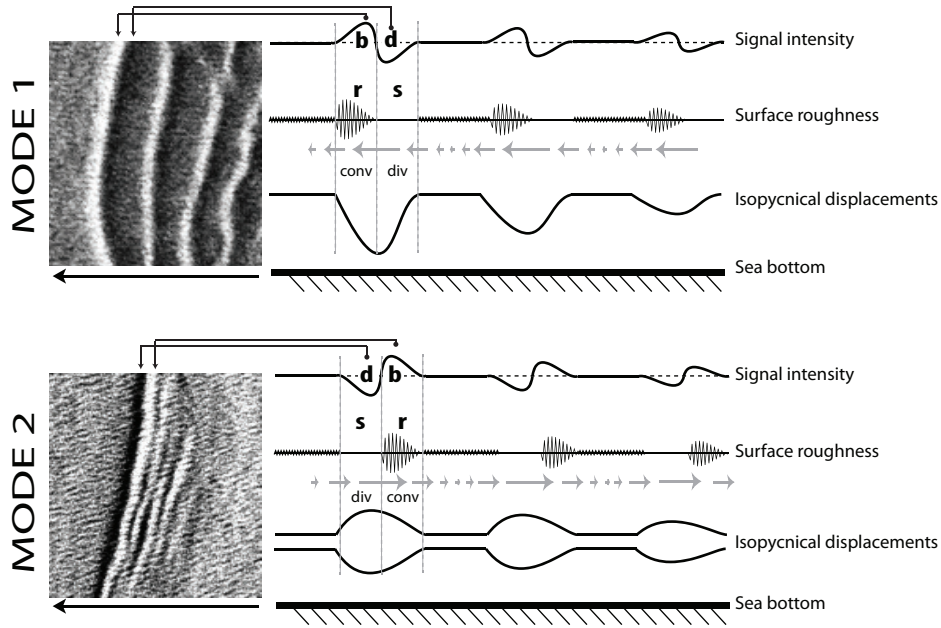 MODE 1
b
d
Signal intensity
r
s
Surface roughness
conv
div
Isopycnical displacements
Sea bottom
MODE 2
d
b
Signal intensity
s
r
Surface roughness
div
conv
Isopycnical displacements
Sea bottom